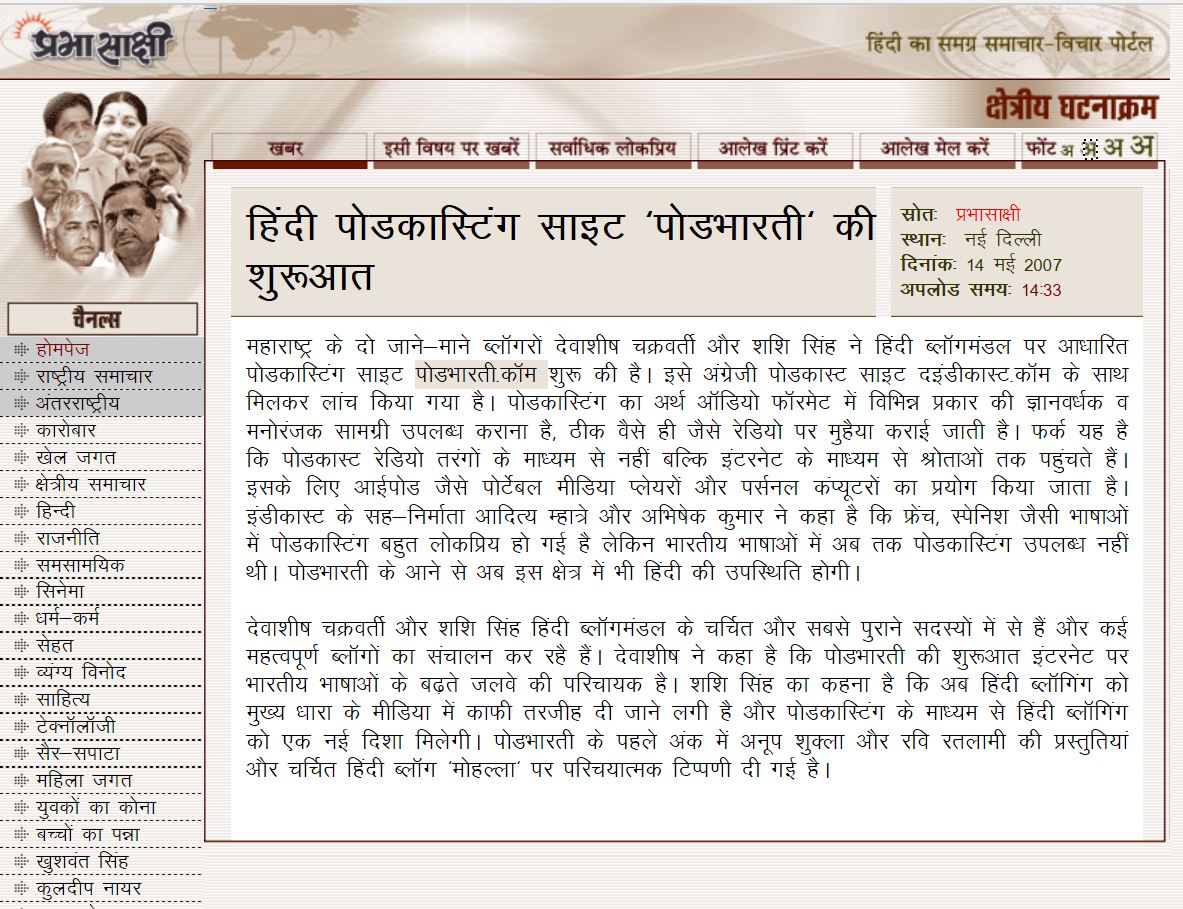 प्रभासाक्षी
हिंदी का समग्र समाचार-विचार पोर्टल
क्षेत्रीय घटनाक्रम
खबर
इसी विषय पर खबरें
सर्वाधिक लोकप्रिय
आलेख प्रिंट करें
आलेख मेल करें
फोंट अ अ अ अ
हिंदी पोडकास्टिंग साइट 'पोडभारती' की
शुरूआत
स्रोतः प्रभासाक्षी
स्थानः नई दिल्ली
दिनांकः 14 मई 2007
अपलोड समयः 14:33
महाराष्ट्र के दो जाने–माने ब्लॉगरों देवाशीष चक्रवर्ती और शशि सिंह ने हिंदी ब्लॉगमंडल पर आधारित
पोडकास्टिंग साइट पोडभारती.कॉम शुरू की है। इसे अंग्रेजी पोडकास्ट साइट दइंडीकास्ट.कॉम के साथ
मिलकर लांच किया गया है। पोडकास्टिंग का अर्थ ऑडियो फॉरमेट में विभिन्न प्रकार की ज्ञानवर्धक व
मनोरंजक सामग्री उपलब्ध कराना है, ठीक वैसे ही जैसे रेडियो पर मुहैया कराई जाती है। फर्क यह है
कि पोडकास्ट रेडियो तरंगों के माध्यम से नहीं बल्कि इंटरनेट के माध्यम से श्रोताओं तक पहुंचते हैं।
इसके लिए आईपोड जैसे पोर्टेबल मीडिया प्लेयरों और पर्सनल कंप्यूटरों का प्रयोग किया जाता है।
इंडीकास्ट के सह–निर्माता आदित्य म्हात्रे और अभिषेक कुमार ने कहा है कि फ्रेंच, स्पेनिश जैसी भाषाओं
में पोडकास्टिंग बहुत लोकप्रिय हो गई है लेकिन भारतीय भाषाओं में अब तक पोडकास्टिंग उपलब्ध नहीं
थी। पोडभारती के आने से अब इस क्षेत्र में भी हिंदी की उपस्थिति होगी।
देवाशीष चक्रवर्ती और शशि सिंह हिंदी ब्लॉगमंडल के चर्चित और सबसे पुराने सदस्यों में से हैं और कई
महत्वपूर्ण ब्लॉगों का संचालन कर रहै हैं। देवाशीष ने कहा है कि पोडभारती की शुरूआत इंटरनेट पर
भारतीय भाषाओं के बढ़ते जलवे की परिचायक है। शशि सिंह का कहना है कि अब हिंदी ब्लॉगिंग को
मुख्य धारा के मीडिया में काफी तरजीह दी जाने लगी है और पोडकास्टिंग के माध्यम से हिंदी ब्लॉगिंग
को एक नई दिशा मिलेगी। पोडभारती के पहले अंक में अनूप शुक्ला और रवि रतलामी की प्रस्तुतियां
और चर्चित हिंदी ब्लॉग 'मोहल्ला' पर परिचयात्मक टिप्पणी दी गई है।
चैनल्स
होमपेज
राष्ट्रीय समाचार
अंतरराष्ट्रीय
कारोबार
खेल जगत
क्षेत्रीय समाचार
हिन्दी
राजनीति
समसामयिक
सिनेमा
धर्म–कर्म
सेहत
व्यंग्य विनोद
साहित्य
टेक्नॉलॉजी
सैर–सपाटा
महिला जगत
युवकों का कोना
बच्चों का पन्ना
खुशवंत सिंह
कुलदीप नायर